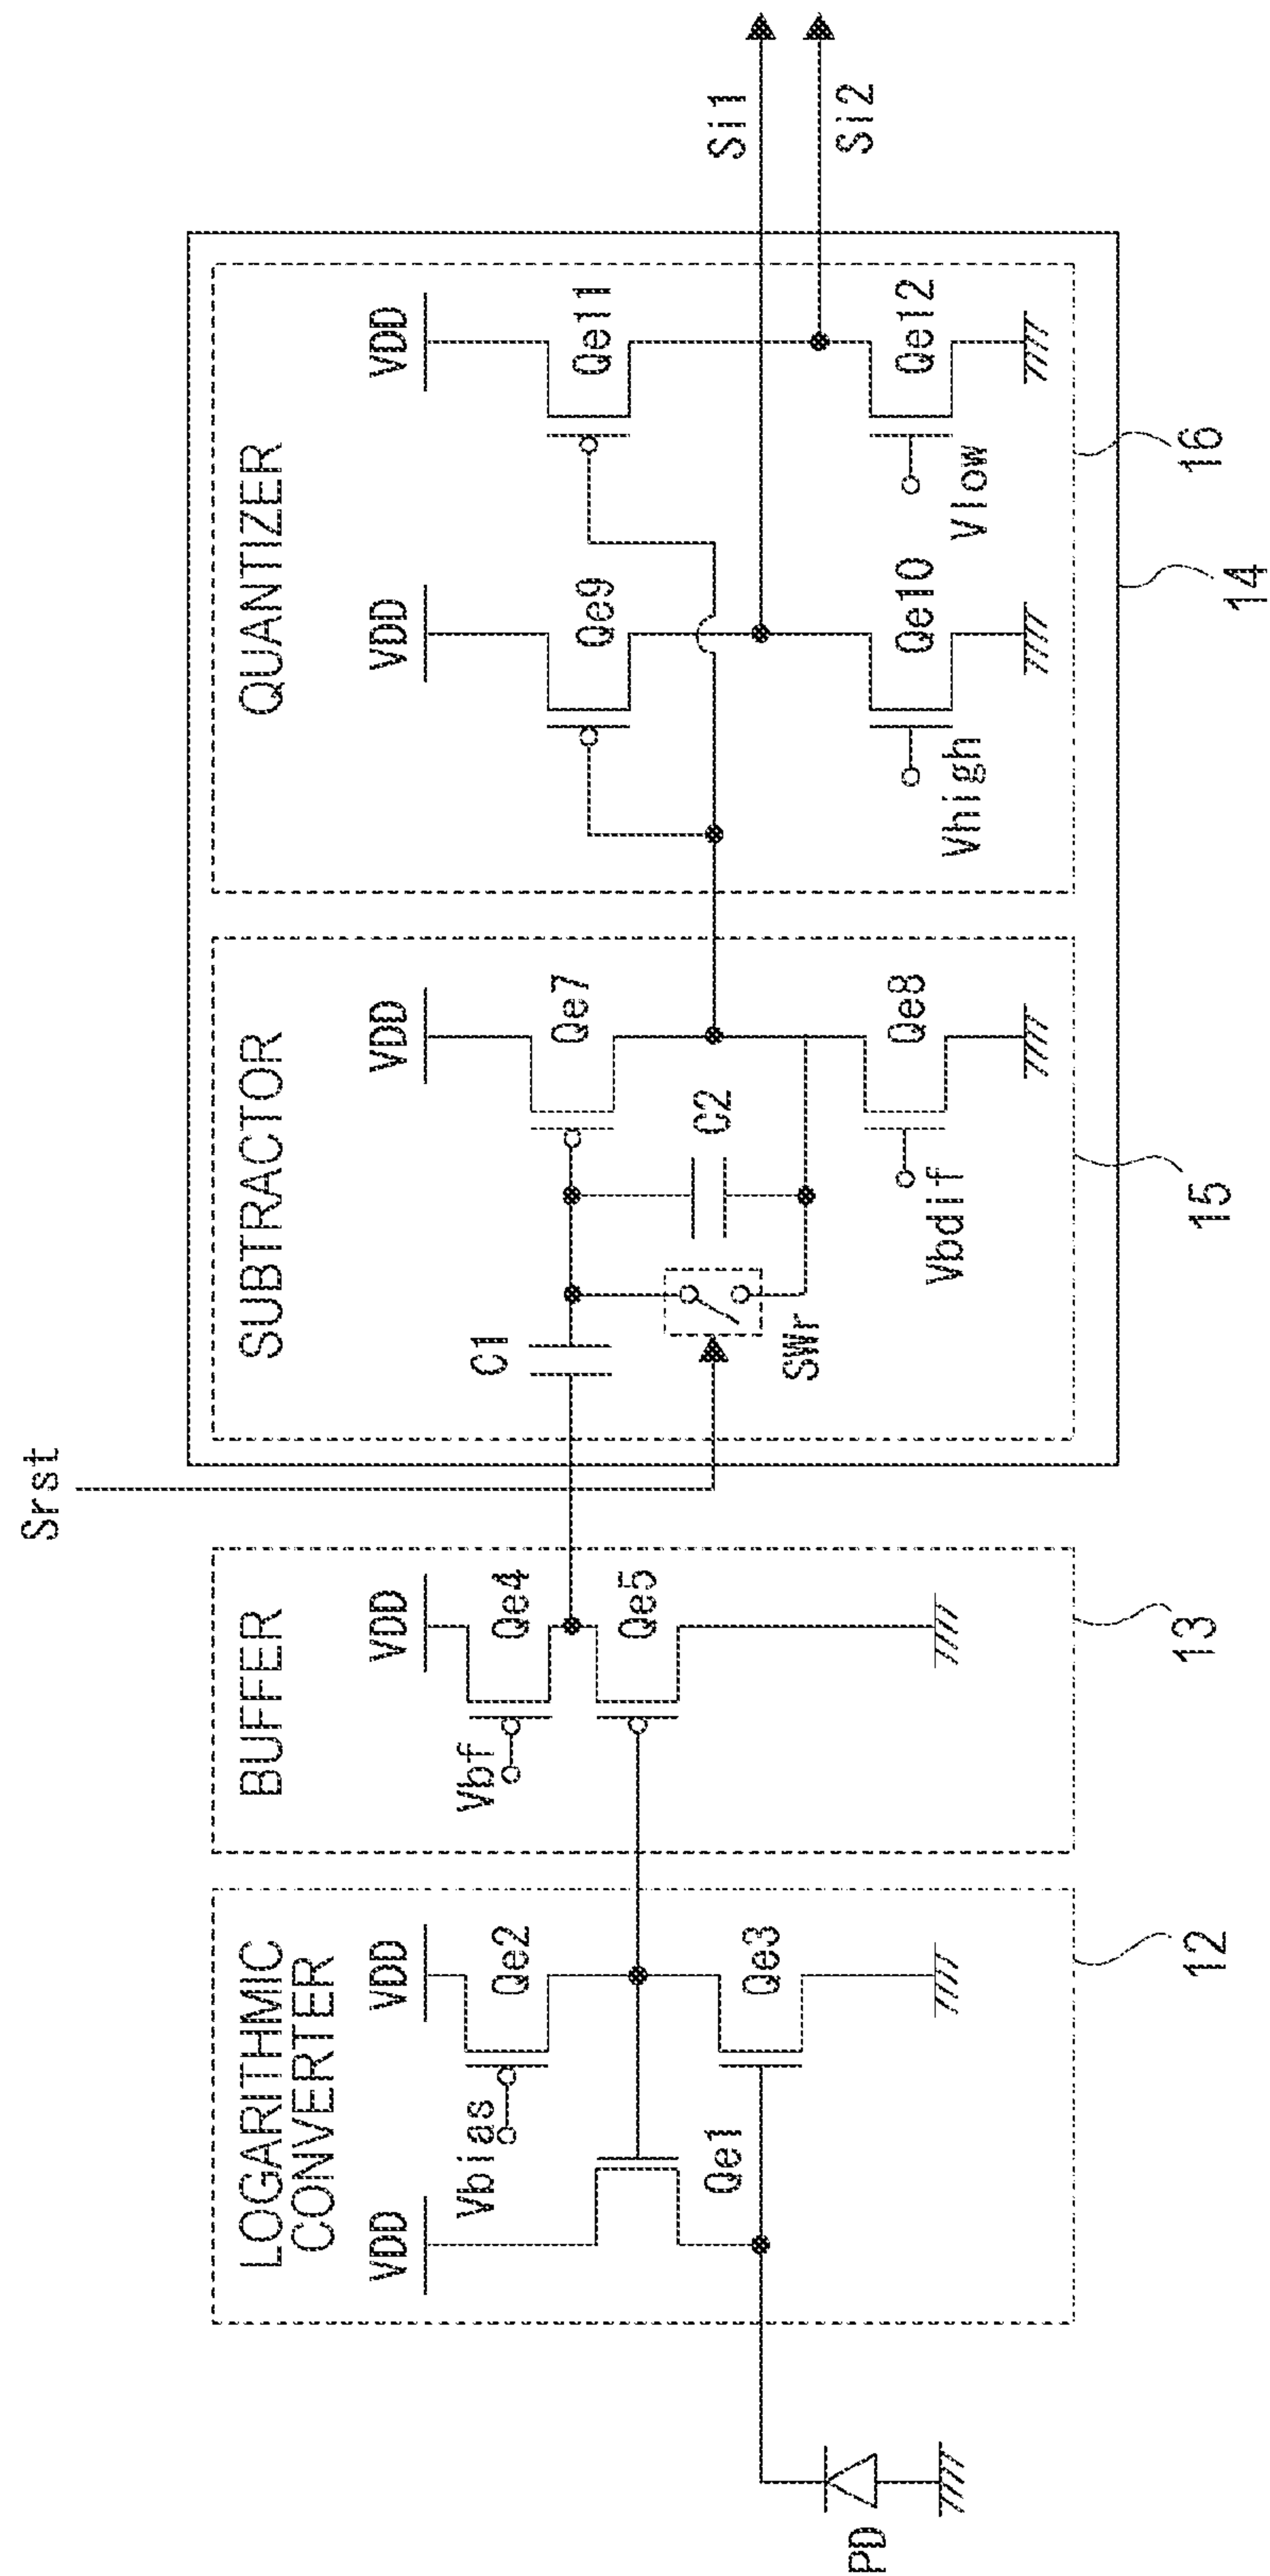 PD
LOGARITHMIC
CONVERTER
VDD
Vbias
VDD
Qe2
Qe1
Qe3
12
BUFFER
VDD
Vbf
Qe4
Qe5
13
Srst
SUBTRACTOR
VDD
C1
Qe7
C2
SWr
Qe8
Vbdif
15
QUANTIZER
VDD
Qe9
VDD
Qe11
Vhigh
Qe10
Vlow
Qe12
16
14
Si1
Si2